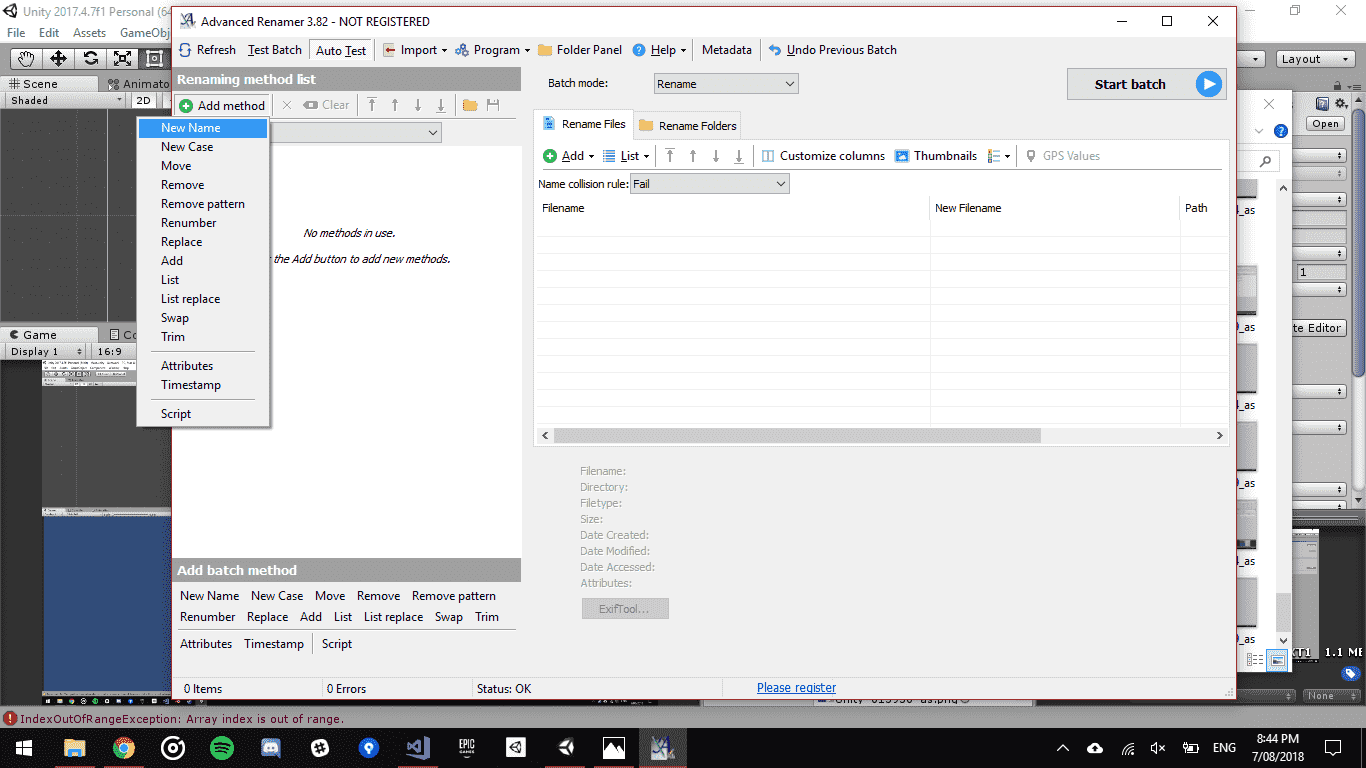 Unity 2017.4.7f1 Personal (64
File Edit Assets GameObj
Scene
Animato
Shaded
2D
Game
Co
Display 1
16:9
Advanced Renamer 3.82 - NOT REGISTERED
Refresh Test Batch Auto Test Import Program Folder Panel Help Metadata Undo Previous Batch
Renaming method list
Add method Clear
New Name
New Case
Move
Remove
Remove pattern
Renumber
Replace
Add
List
List replace
Swap
Trim
Attributes
Timestamp
Script
No methods in use.
the Add button to add new methods.
Add batch method
New Name New Case Move Remove Remove pattern
Renumber Replace Add List List replace Swap Trim
Attributes Timestamp Script
Batch mode: Rename
Start batch
Rename Files Rename Folders
Add List Customize columns Thumbnails GPS Values
Name collision rule: Fail
Filename New Filename Path
Filename:
Directory:
Filetype:
Size:
Date Created:
Date Modified:
Date Accessed:
Attributes:
ExifTool...
0 Items 0 Errors Status: OK Please register
Layout
Open
1
te Editor
_as
_as
_as
_as
_as
_as
XT1 1.1 MB
None
IndexOutOfRangeException: Array index is out of range.
EPIC GAMES
ENG
8:44 PM
7/08/2018